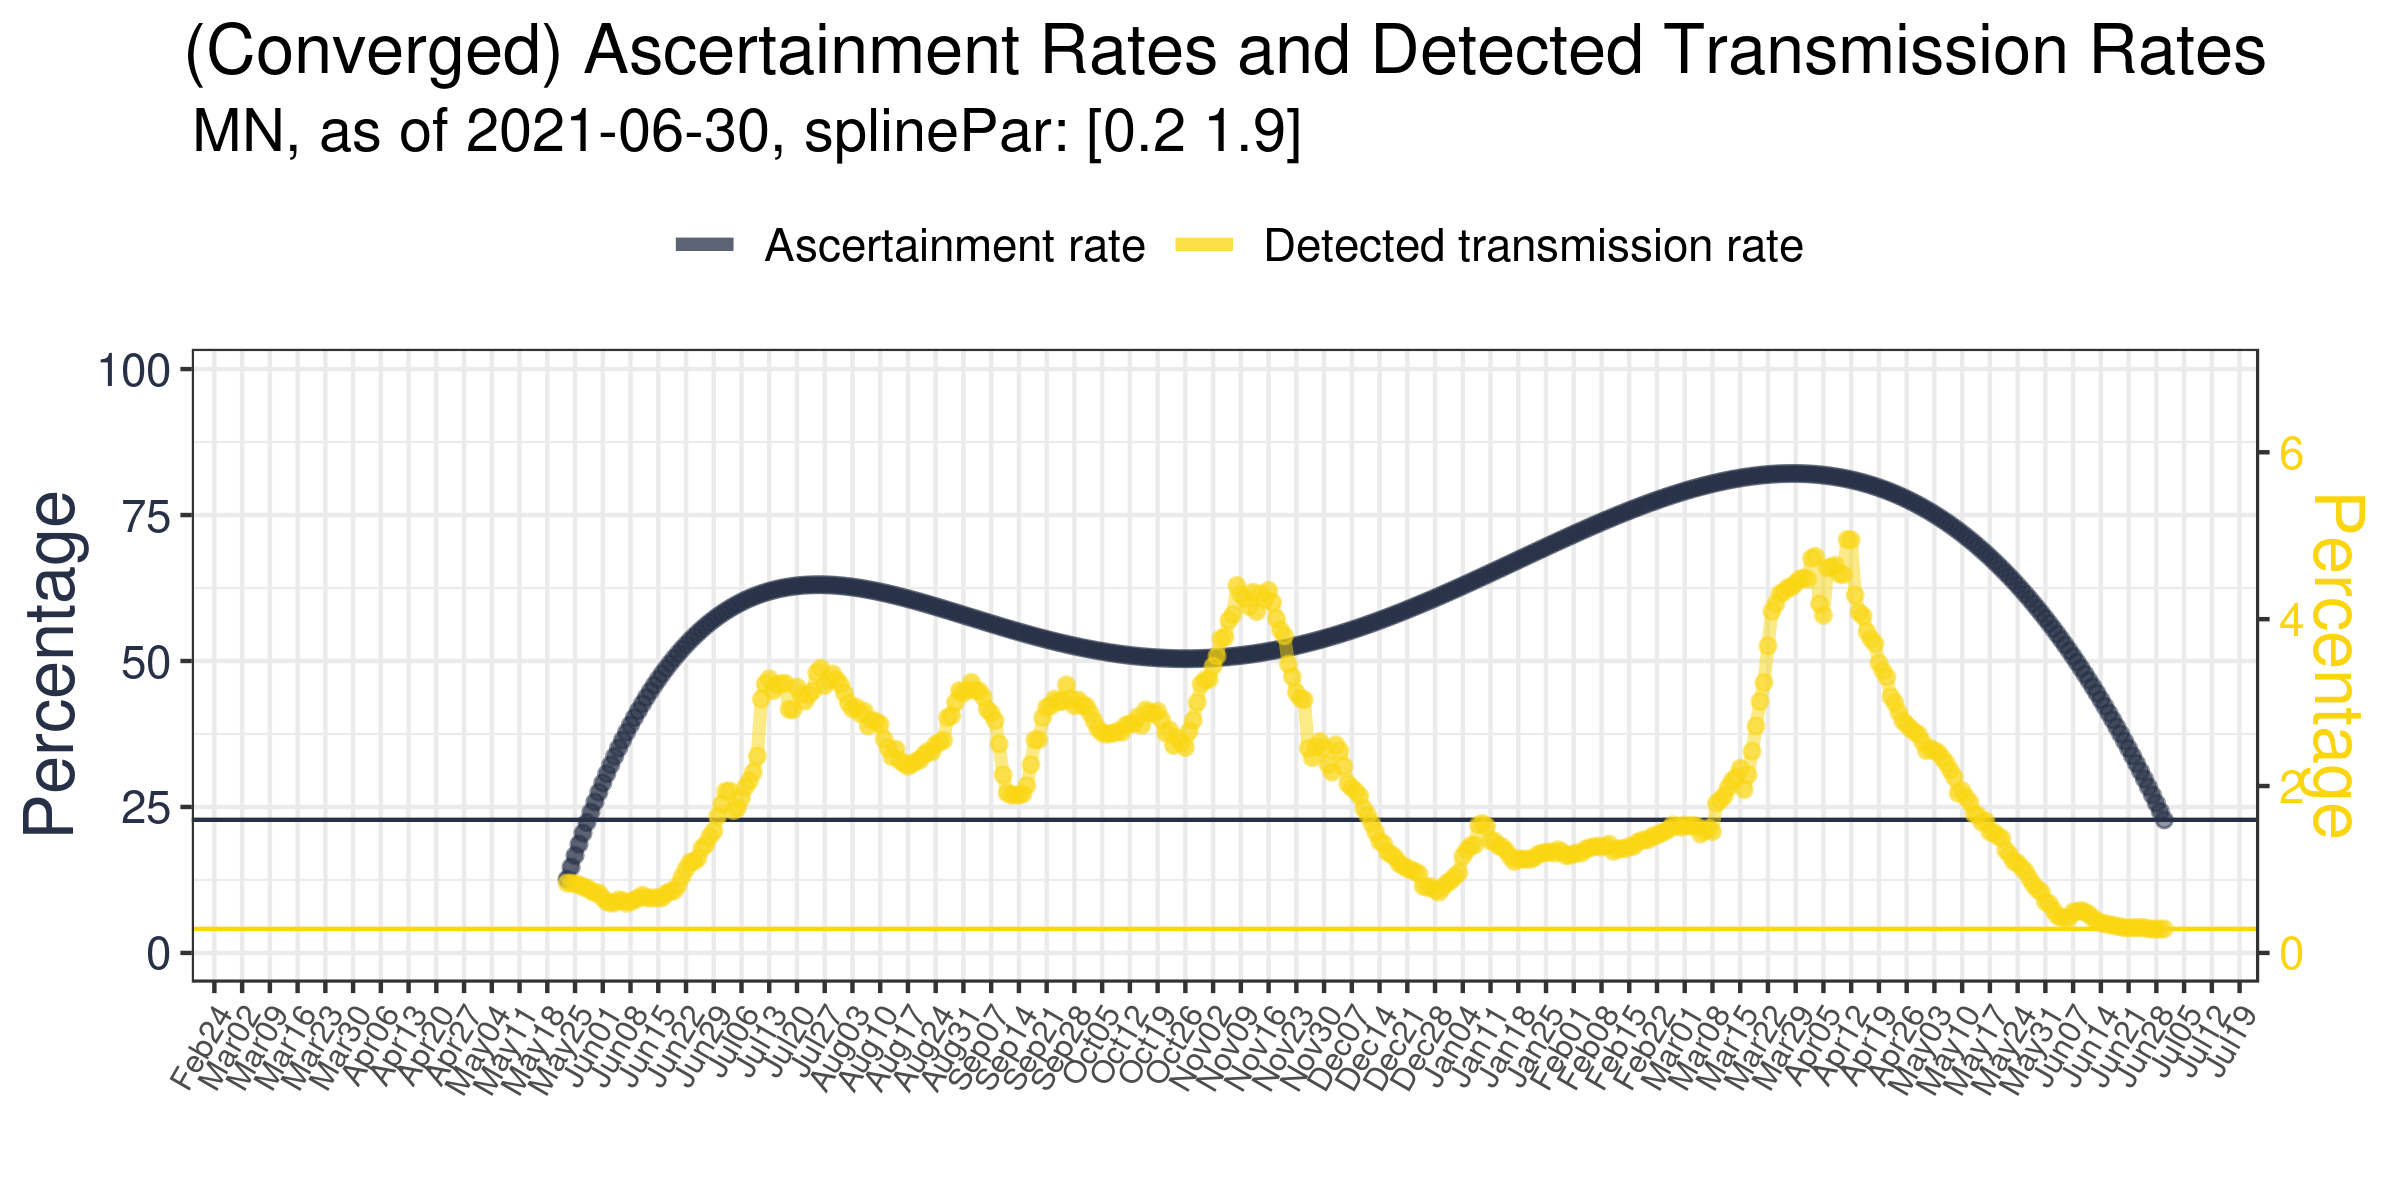 (Converged) Ascertainment Rates and Detected Transmission Rates
MN, as of 2021-06-30, splinePar: [0.2 1.9]
Ascertainment rate
Detected transmission rate
Percentage
100
75
50
25
0
6
4
2
0
Percentage
Feb24
Mar02
Mar09
Mar16
Mar23
Mar30
Apr06
Apr13
Apr20
Apr27
May04
May11
May18
May25
Jun01
Jun08
Jun15
Jun22
Jun29
Jul06
Jul13
Jul20
Jul27
Aug03
Aug10
Aug17
Aug24
Aug31
Sep07
Sep14
Sep21
Sep28
Oct05
Oct12
Oct19
Oct26
Nov02
Nov09
Nov16
Nov23
Nov30
Dec07
Dec14
Dec21
Dec28
Jan04
Jan11
Jan18
Jan25
Feb01
Feb08
Feb15
Feb22
Mar01
Mar08
Mar15
Mar22
Mar29
Apr05
Apr12
Apr19
Apr26
May03
May10
May17
May24
May31
Jun07
Jun14
Jun21
Jun28
Jul05
Jul12
Jul19